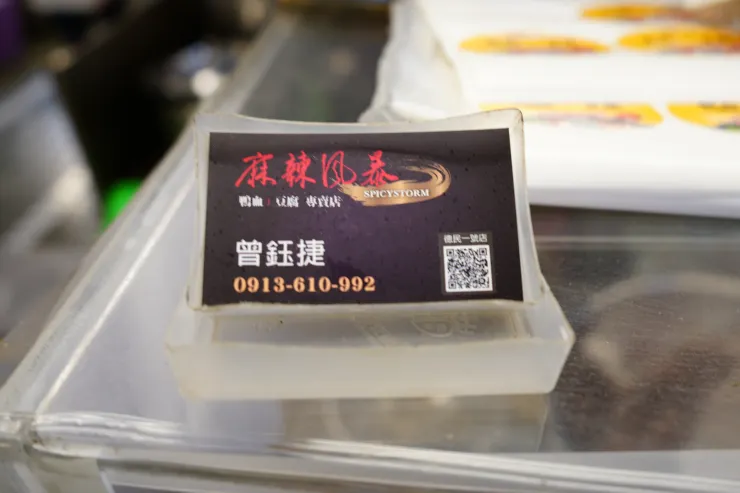 麻辣風暴
SPICYSTORM
鴨血 | 豆腐 專賣店
德民一號店
曾鈺捷
0913-610-992